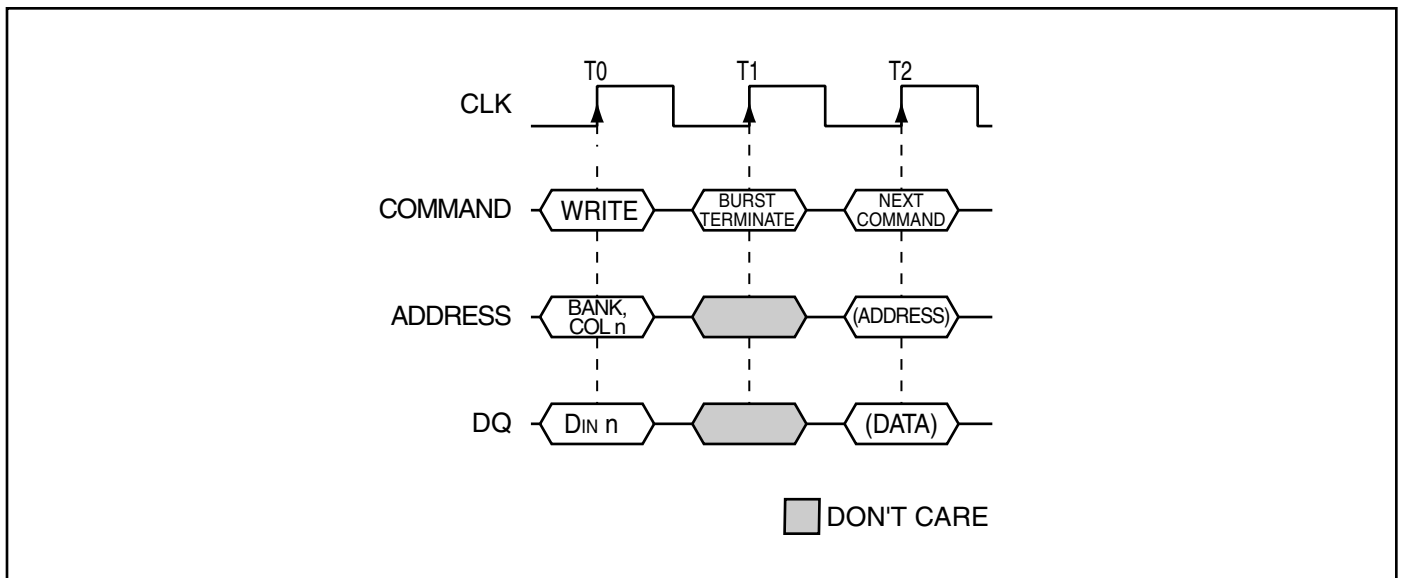 T0 T1 T2
CLK
COMMAND WRITE BURST TERMINATE NEXT COMMAND
ADDRESS BANK, COL n (ADDRESS)
DQ DIN n (DATA)
DON'T CARE